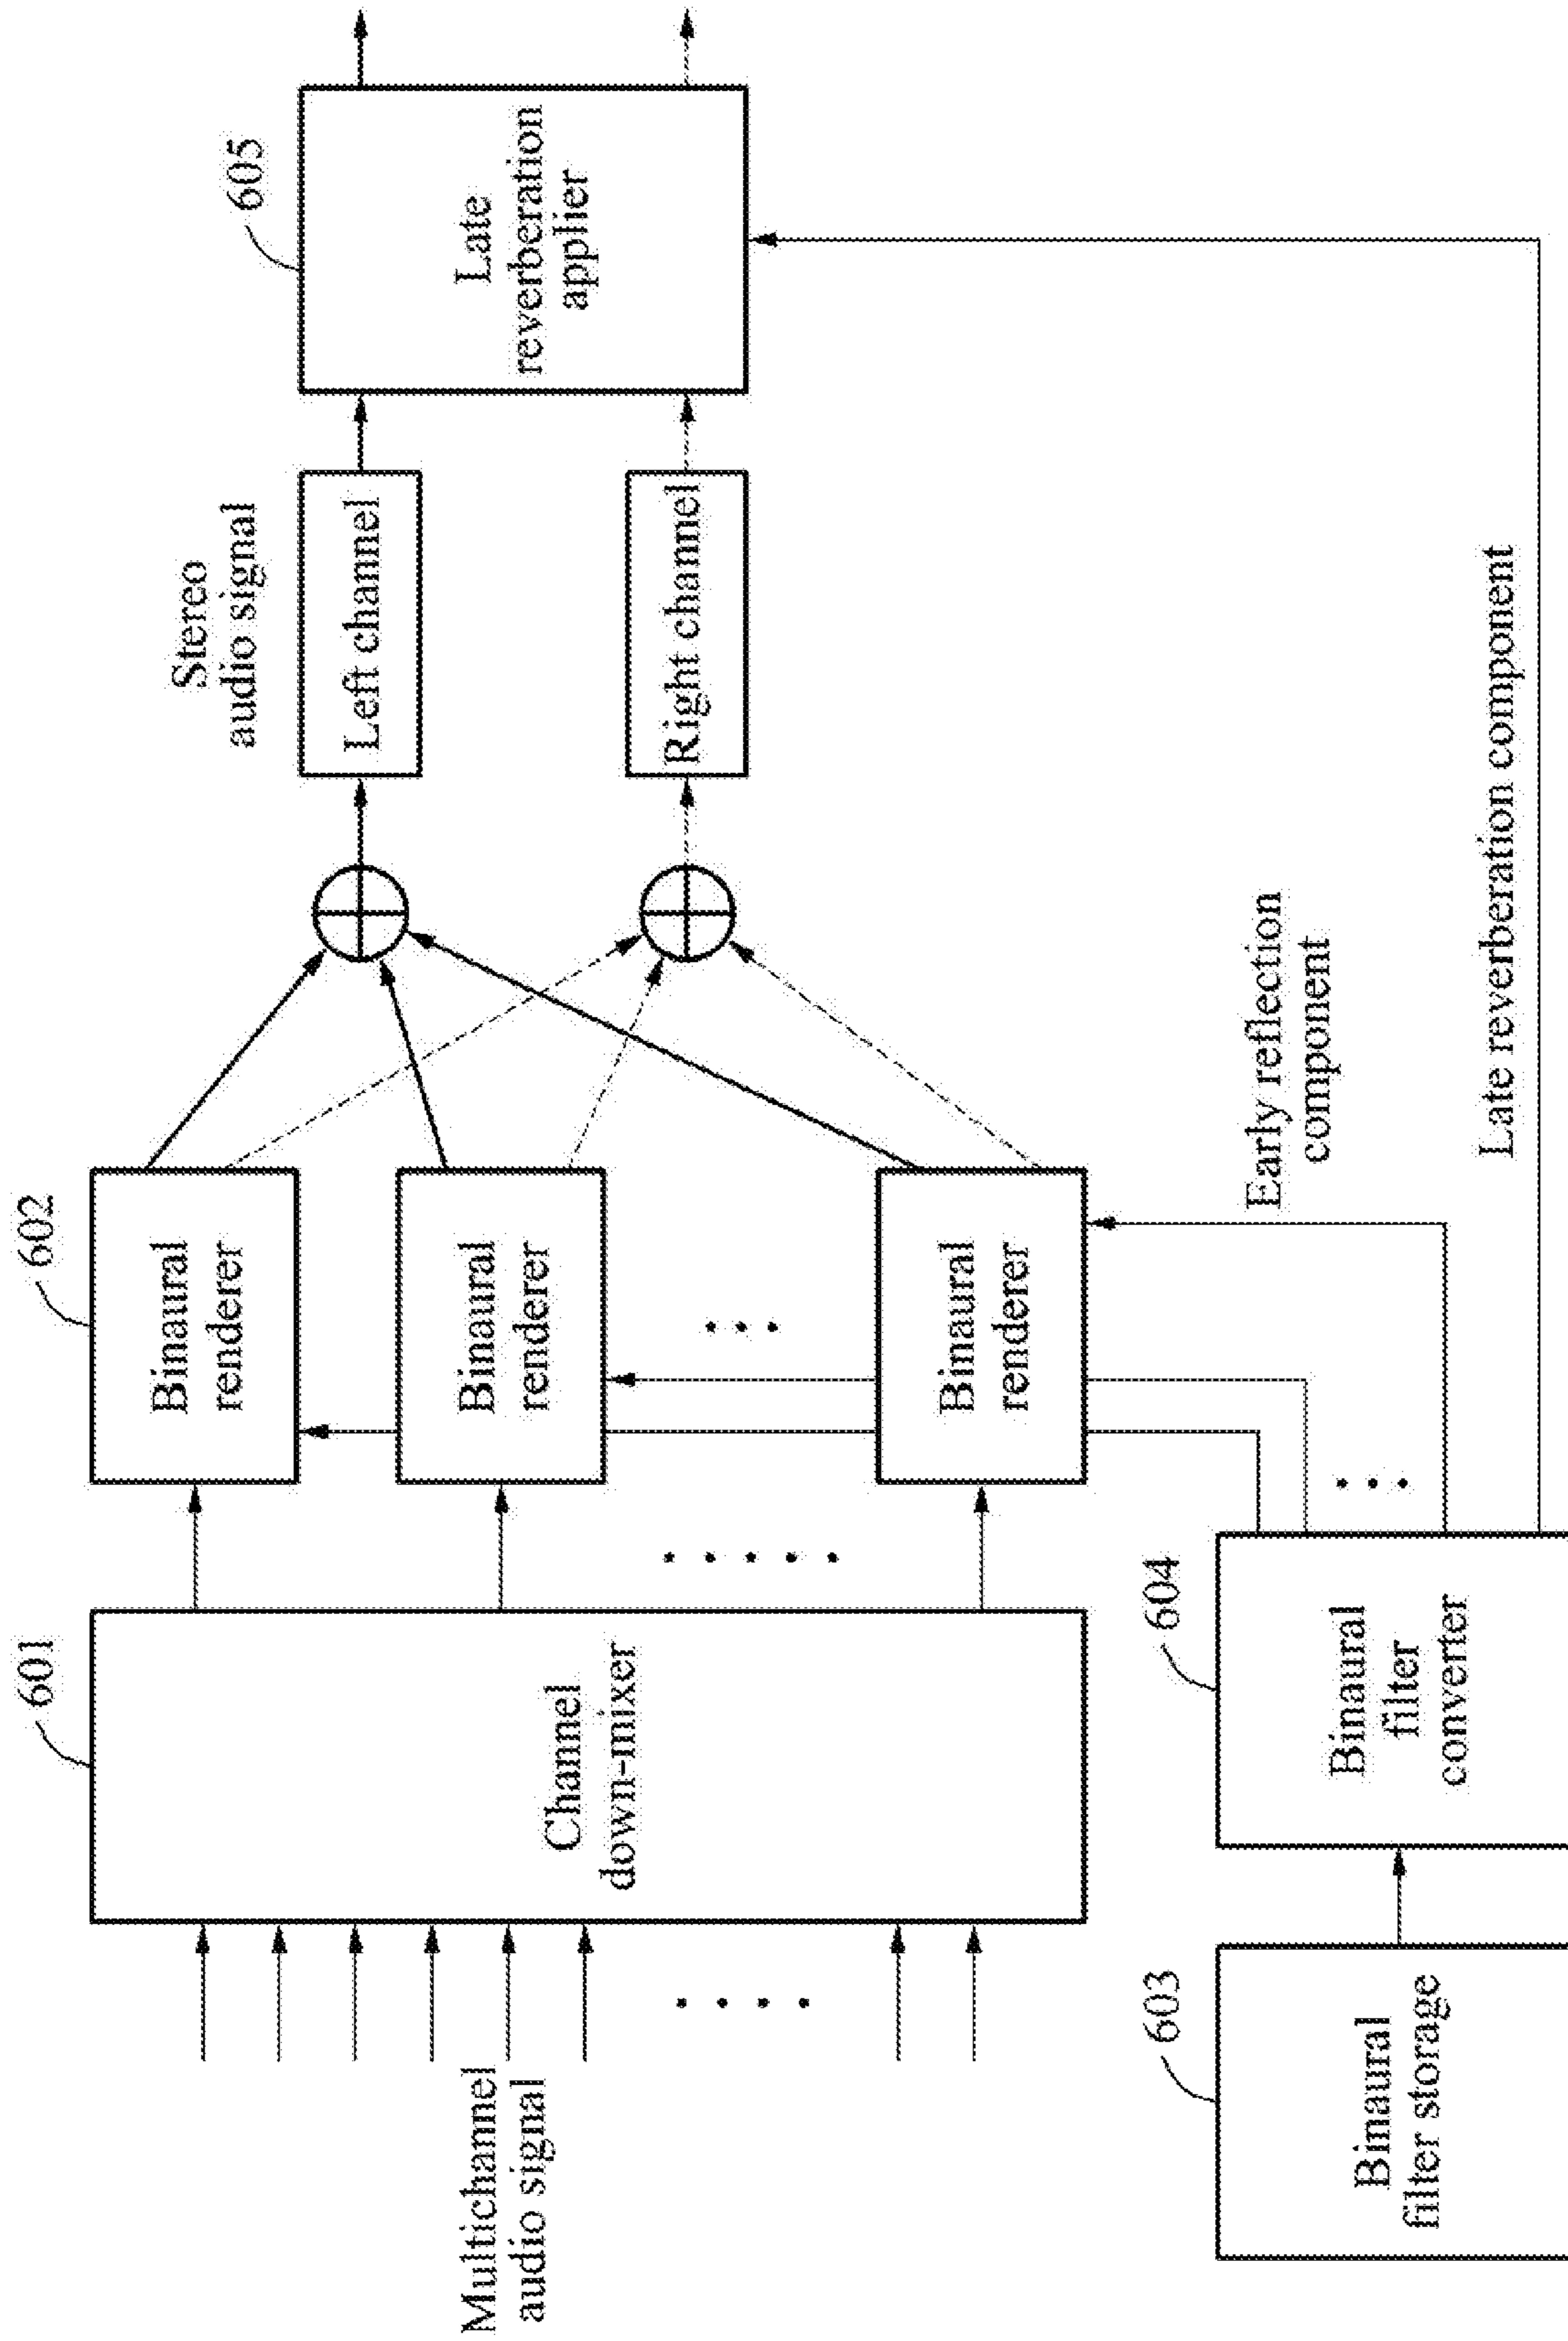 Multichannel
audio signal
601
Channel
down-mixer
602
Binaural
renderer
Binaural
renderer
Binaural
renderer
Stereo
audio signal
Left channel
Right channel
605
Late
reverberation
applier
603
Binaural
filter storage
604
Binaural
filter
converter
Early reflection
component
Late reverberation component